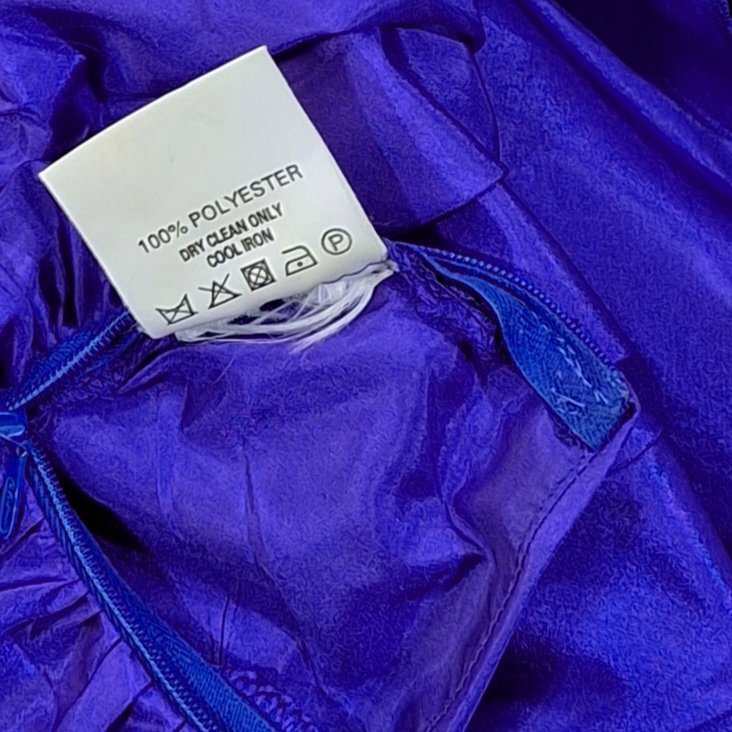 100% POLYESTER
DRY CLEAN ONLY
COOL IRON
P